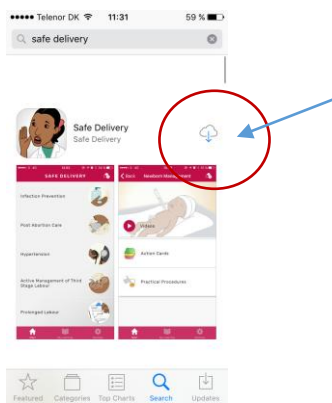 Telenor DK 11:31 59 %
safe delivery
Safe Delivery
Safe Delivery
SAFE DELIVERY
Infection Prevention
Post Abortion Care
Hypertension
Active Management of Third
Stage Labour
Prolonged Labour
Back Newborn Management
Videos
Action Cards
Practical Procedures
Featured Categories Top Charts Search Updates